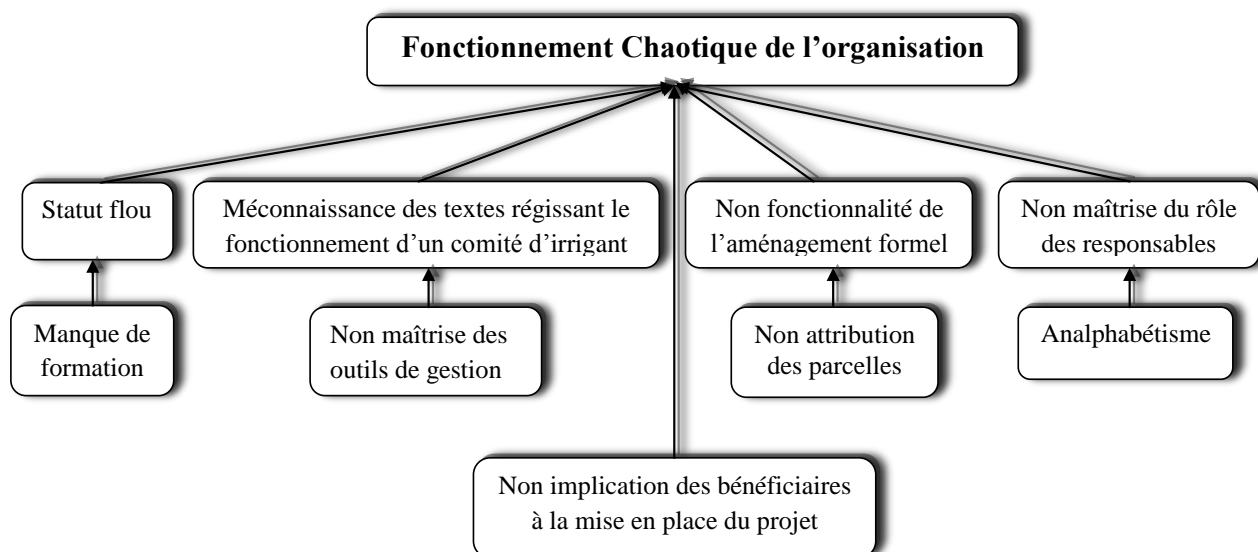 Fonctionnement Chaotique de l’organisation
Statut flou
Méconnaissance des textes régissant le
fonctionnement d’un comité d’irrigant
Non fonctionnalité de
l’aménagement formel
Non maîtrise du rôle
des responsables
Manque de
formation
Non maîtrise des
outils de gestion
Non attribution
des parcelles
Analphabétisme
Non implication des bénéficiaires
à la mise en place du projet